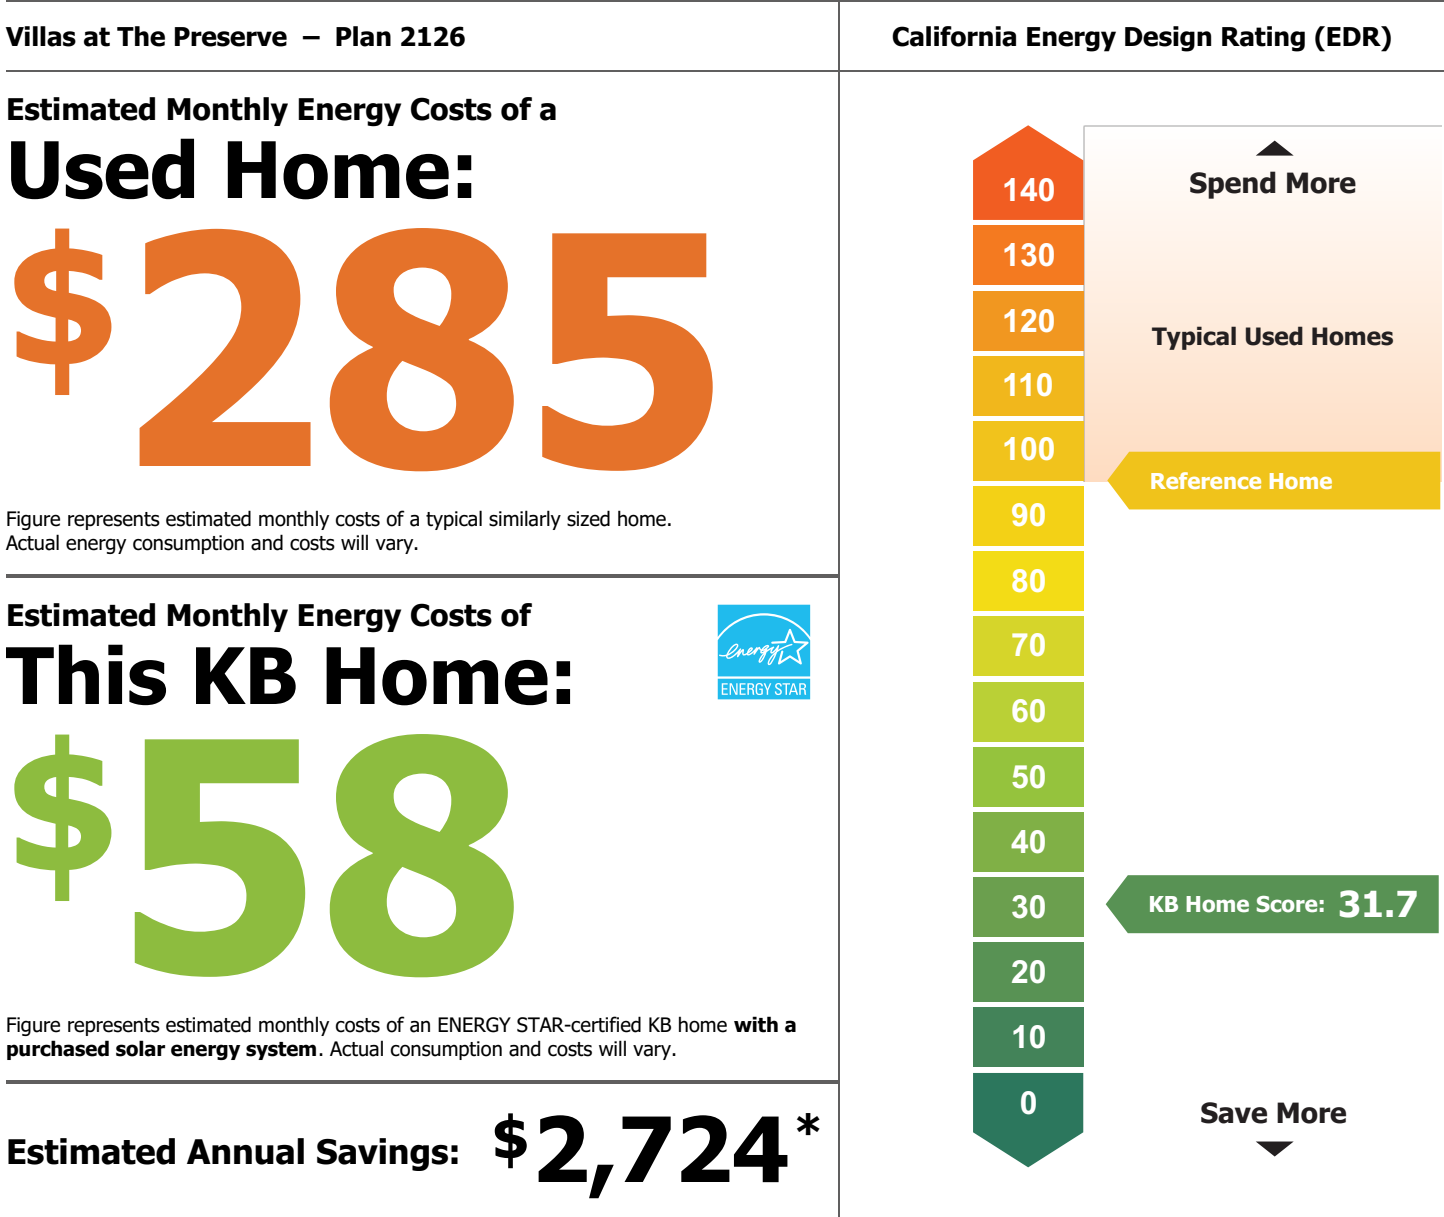 Villas at The Preserve – Plan 2126
Estimated Monthly Energy Costs of a
Used Home:
$285
Figure represents estimated monthly costs of a typical similarly sized home.
Actual energy consumption and costs will vary.
Estimated Monthly Energy Costs of
This KB Home:
energy
ENERGY STAR
$58
Figure represents estimated monthly costs of an ENERGY STAR-certified KB home with a
purchased solar energy system. Actual consumption and costs will vary.
Estimated Annual Savings: $2,724*
California Energy Design Rating (EDR)
140
Spend More
130
120
Typical Used Homes
110
100
Reference Home
90
80
70
60
50
40
30
KB Home Score: 31.7
20
10
0
Save More